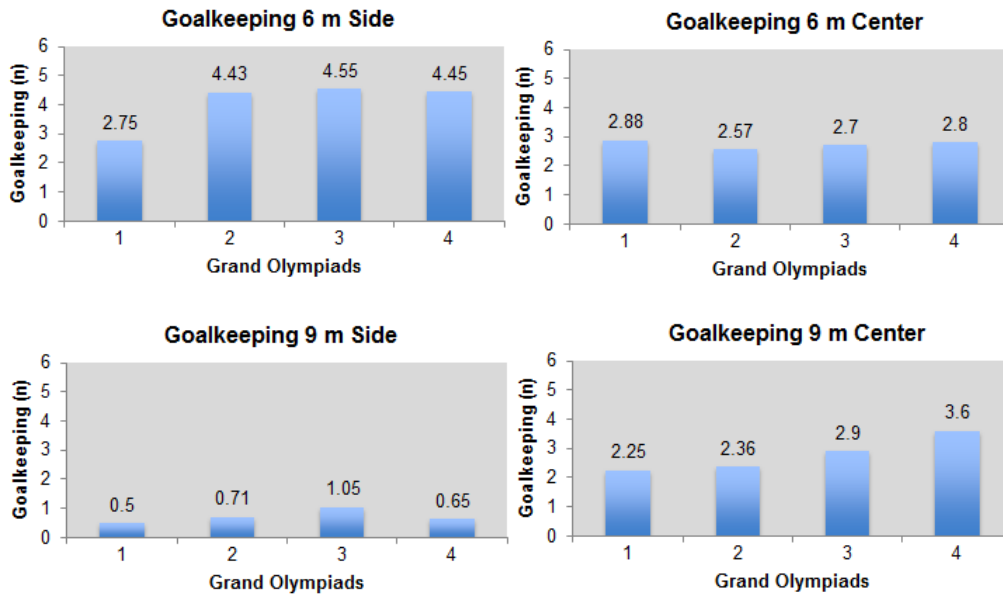 Goalkeeping 6 m Side
Goalkeeping (n)
6
5
4
3
2
1
0
2.75
4.43
4.55
4.45
1 2 3 4
Grand Olympiads
Goalkeeping 6 m Center
Goalkeeping (n)
6
5
4
3
2
1
0
2.88
2.57
2.7
2.8
1 2 3 4
Grand Olympiads
Goalkeeping 9 m Side
Goalkeeping (n)
6
5
4
3
2
1
0
0.5
0.71
1.05
0.65
1 2 3 4
Grand Olympiads
Goalkeeping 9 m Center
Goalkeeping (n)
6
5
4
3
2
1
0
2.25
2.36
2.9
3.6
1 2 3 4
Grand Olympiads